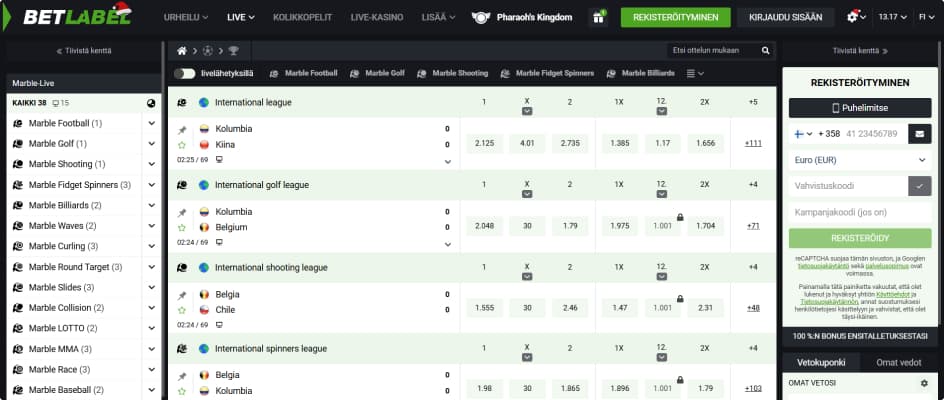 BETLABEL
URHEILU
LIVE
KOLIKKOPELIT
LIVE-KASINO
LISÄÄ
Pharaoh's Kingdom
1
REKISTERÖITYMINEN
KIRJAUDU SISÄÄN
13.17
FI
Tiivistä kenttä
Etsi ottelun mukaan
Tiivistä kenttä
Marble-Live
KAIKKI 38 15
Marble Football (1)
Marble Golf (1)
Marble Shooting (1)
Marble Fidget Spinners (3)
Marble Billiards (2)
Marble Waves (2)
Marble Curling (3)
Marble Round Target (3)
Marble Slides (3)
Marble Collision (2)
Marble LOTTO (2)
Marble MMA (3)
Marble Race (3)
Marble Baseball (2)
livelähetyksillä
Marble Football
Marble Golf
Marble Shooting
Marble Fidget Spinners
Marble Billiards
International league 1 X 2 1X 12. 2X +5
Kolumbia 0
Kiina 0
2.125 4.01 2.735 1.385 1.17 1.656 +111
02:25 / 69
International golf league 1 X 2 1X 12. 2X +4
Kolumbia 0
Belgium 0
2.048 30 1.79 1.975 1.001 1.704 +71
02:24 / 69
International shooting league 1 X 2 1X 12. 2X +4
Belgia 0
Chile 0
1.555 30 2.46 1.47 1.001 2.31 +48
02:24 / 69
International spinners league 1 X 2 1X 12. 2X +4
Belgia 0
Kolumbia 0
1.98 30 1.865 1.896 1.001 1.79 +103
REKISTERÖITYMINEN
Puhelimitse
+ 358 41 23456789
Euro (EUR)
Vahvistuskoodi
Kampanjakoodi (jos on)
REKISTERÖIDY
reCAPTCHA suojaa tämän sivuston, ja Googlen
tietosuojakäytäntö sekä palvelusopimus ovat
voimassa.
Painamalla tätä painiketta vakuutat, että olet
lukenut ja hyväksyt yhtiön Käyttöehdot ja
Tietosuojakäytännön, annat suostumuksesi
henkilötietojesi käsittelyyn ja vahvistat, että olet
täysi-ikäinen.
100 %:N BONUS ENSITALLETUKSESTASI
Vetokuponki
Omat vedot
OMAT VETOSI